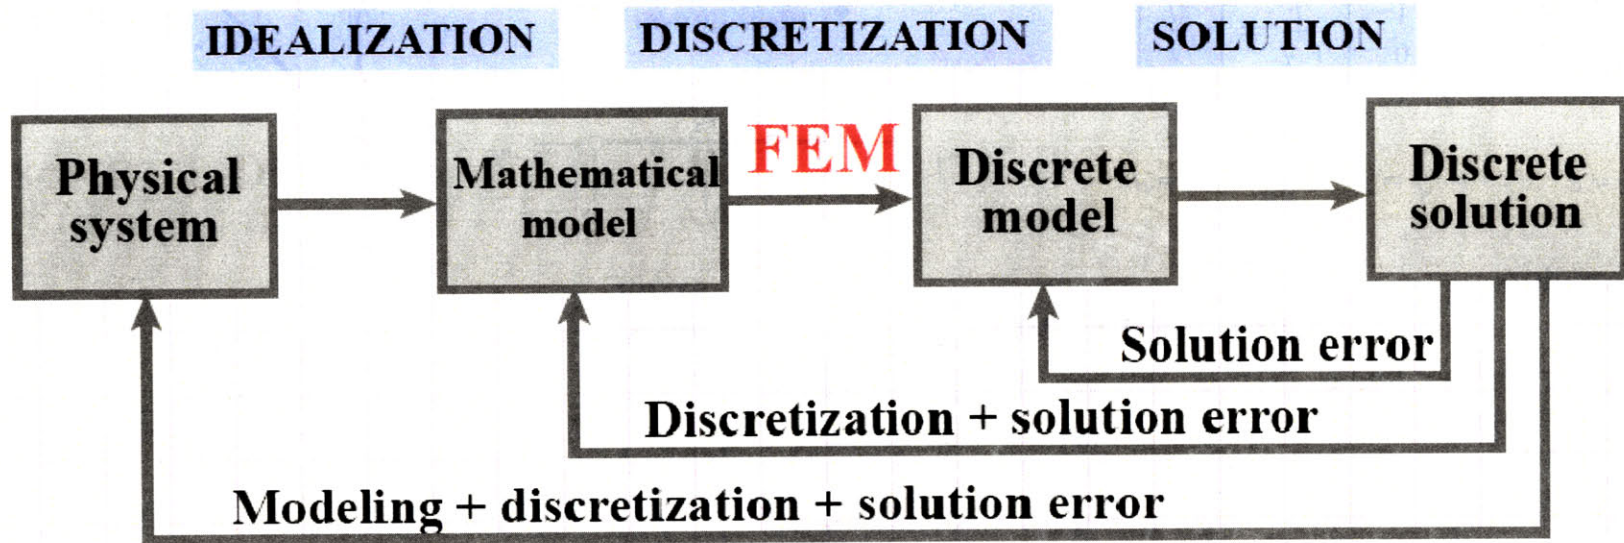 IDEALIZATION DISCRETIZATION SOLUTION
FEM
Physical
system
Mathematical
model
Discrete
model
Discrete
solution
Solution error
Discretization + solution error
Modeling + discretization + solution error